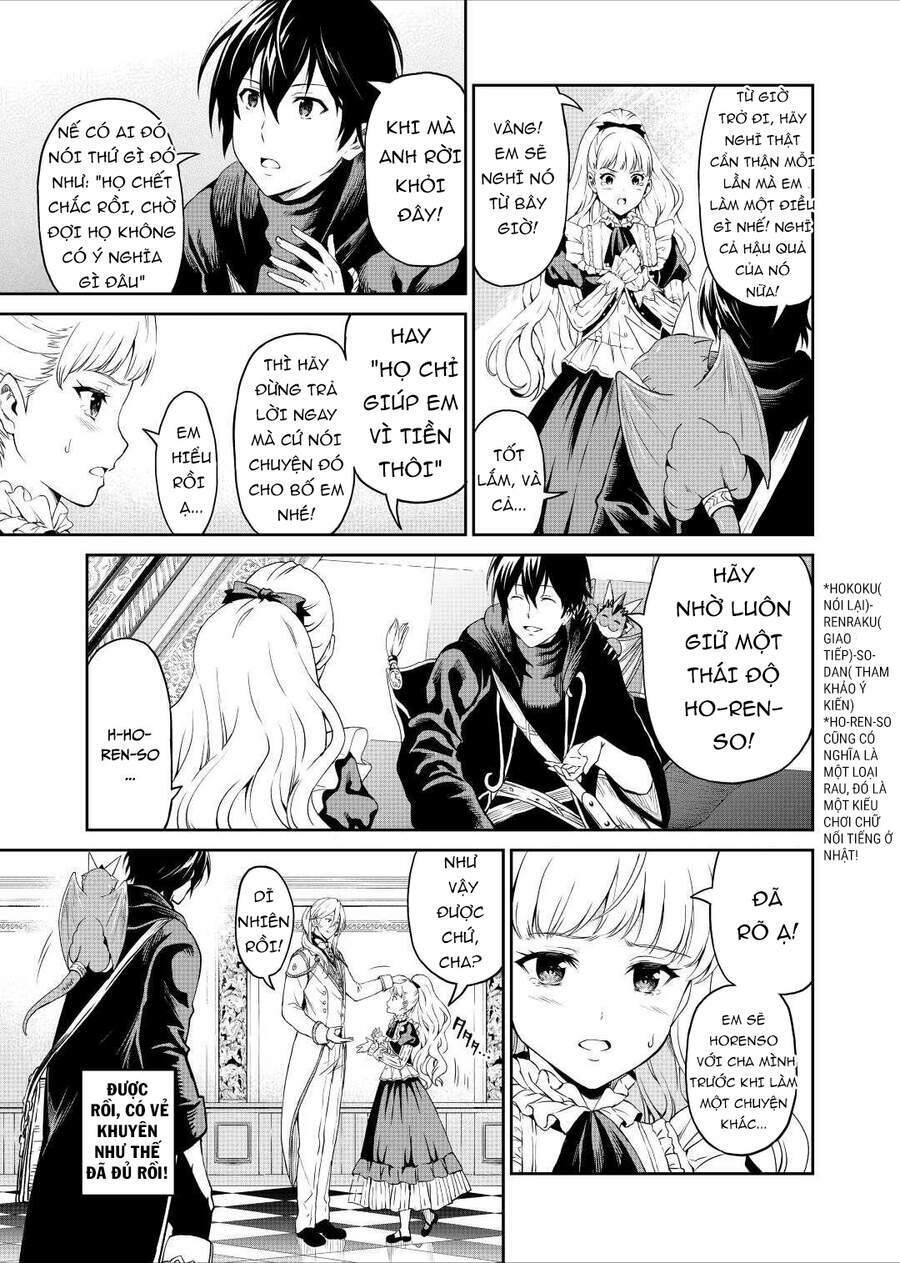 TỪ GIỜ
TRỞ ĐI, HÃY
NGHĨ THẬT
CẨN THẬN MỖI
LẦN MÀ EM
LÀM MỘT ĐIỀU
GÌ NHẾ! NGHĨ
CẢ HẬU QUẢ
CỦA NÓ
NỮA!
VÂNG!
EM SẼ
NGHĨ NÓ
TỪ BÂY
GIỜ!
TỐT
LẮM, VÀ
CẢ...
KHI MÀ
ANH RỜI
KHỎI
ĐÂY!
NẾ CÓ AI ĐÓ
NÓI THỨ GÌ ĐÓ
NHƯ: "HỌ CHẾT
CHẮC RỒI, CHỜ
ĐỢI HỌ KHÔNG
CÓ Ý NGHĨA
GÌ ĐÂU"
HAY
"HỌ CHỈ
GIÚP EM
VÌ TIỀN
THÔI"
THÌ HÃY
ĐỪNG TRẢ
LỜI NGAY
MÀ CỨ NÓI
CHUYỆN ĐÓ
CHO BỐ EM
NHÉ!
EM
HIỂU
RỒI
Ạ...
HÃY
NHỜ LUÔN
GIỮ MỘT
THÁI ĐỘ
HO-REN-
SO!
H-HO-
REN-SO
...
*HOKOKU(
NÓI LẠI)-
RENRAKU(
GIAO
TIẾP)-SO-
DAN( THAM
KHẢO Ý
KIẾN)
*HO-REN-SO
CŨNG CÓ
NGHĨA LÀ
MỘT LOẠI
RAU, ĐÓ LÀ
MỘT KIỂU
CHƠI CHỮ
NỔI TIẾNG Ở
NHẬT!
ĐÃ
RÕ Ạ!
EM SẼ
HORENSO
VỚI CHA MÌNH
TRƯỚC KHI LÀM
MỘT CHUYỆN
KHÁC...
NHƯ
VẬY
ĐƯỢC
CHỨ,
CHA?
DĨ
NHIÊN
RỒI!
ĐƯỢC
RỒI, CÓ VẺ
KHUYÊN
NHƯ THẾ
ĐÃ ĐỦ RỒI!